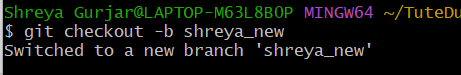 Shreya Gurjar@LAPTOP-M63L8BOP MINGW64 ~/TuteDu
$ git checkout -b shreya_new
Switched to a new branch 'shreya_new'